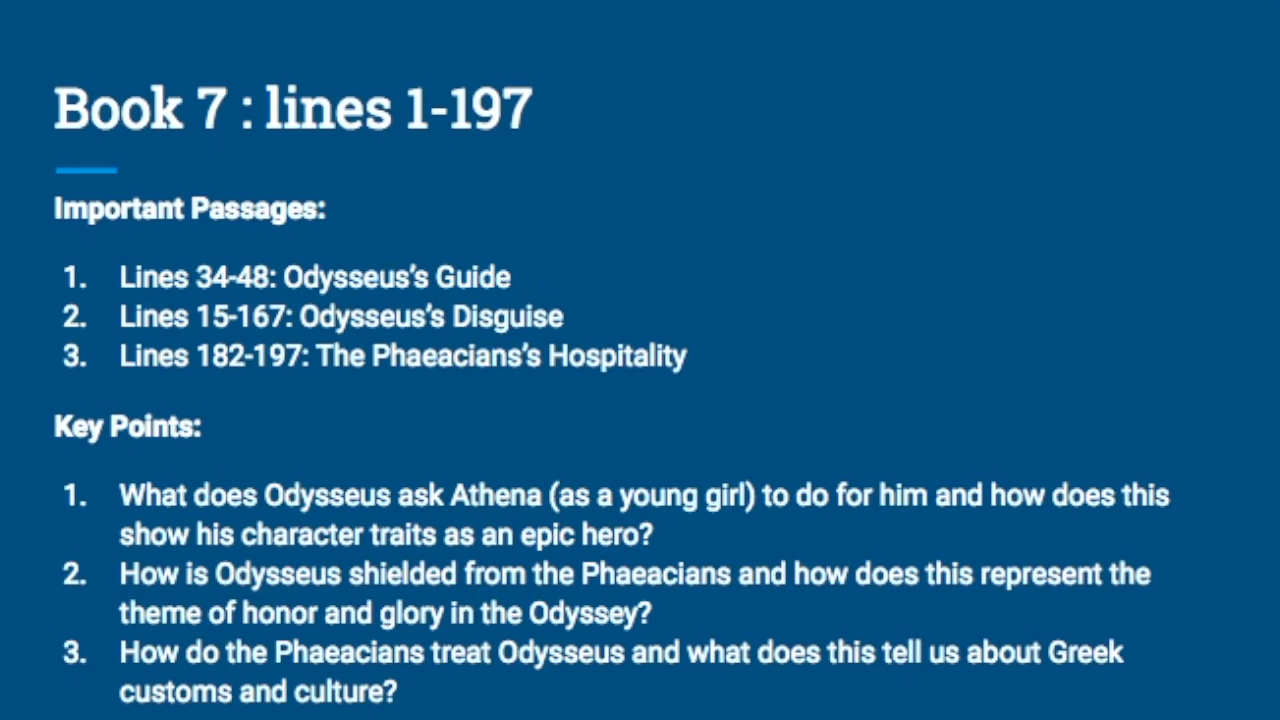 Book 7 : lines 1-197
Important Passages:
1. Lines 34-48: Odysseus's Guide
2. Lines 15-167: Odysseus's Disguise
3. Lines 182-197: The Phaeacians's Hospitality
Key Points:
1. What does Odysseus ask Athena (as a young girl) to do for him and how does this
show his character traits as an epic hero?
2. How is Odysseus shielded from the Phaeacians and how does this represent the
theme of honor and glory in the Odyssey?
3. How do the Phaeacians treat Odysseus and what does this tell us about Greek
customs and culture?